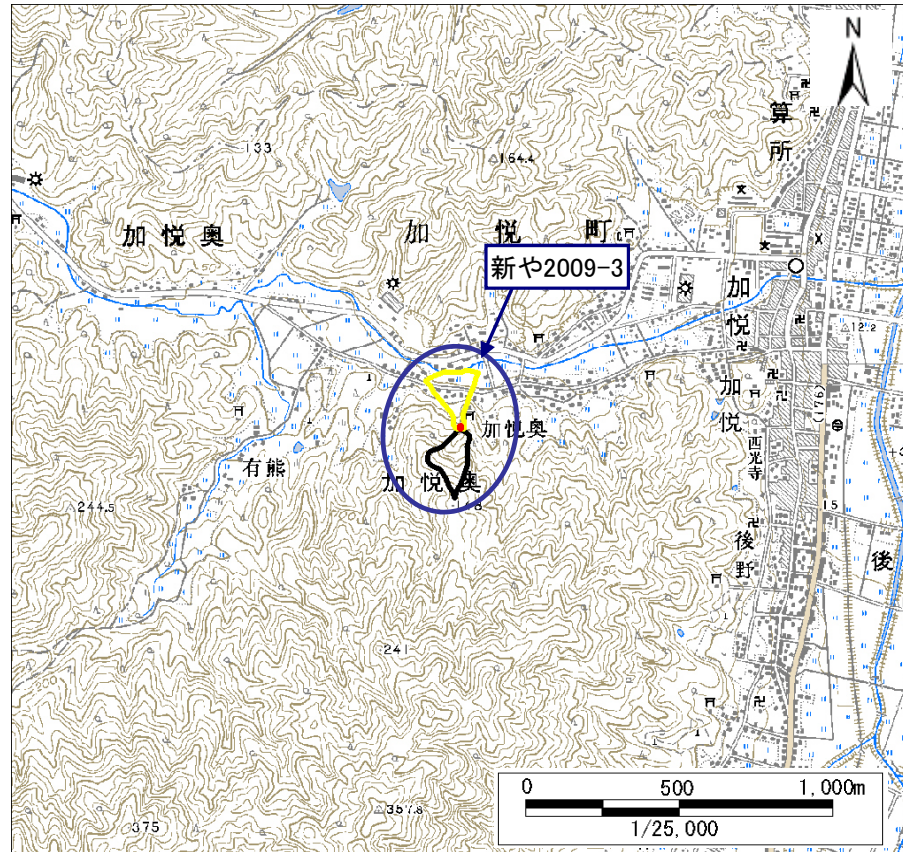 N
算所
133
164.4
加悦奥
加悦町
新や2009-3
加悦
12.2
加悦
(176)
加悦奥
西光寺
有熊
加悦奥
244.5
15
後野
後
241
357.8
375
0 500 1,000m
1/25,000